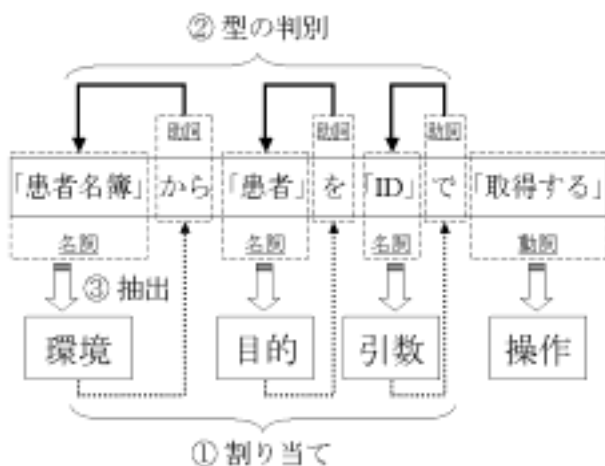 ② 型の判別
助詞 助詞 助詞
「患者名簿」 から 「患者」 を 「ID」 で 「取得する」
名詞 名詞 名詞 動詞
③ 抽出
環境 目的 引数 操作
① 割り当て